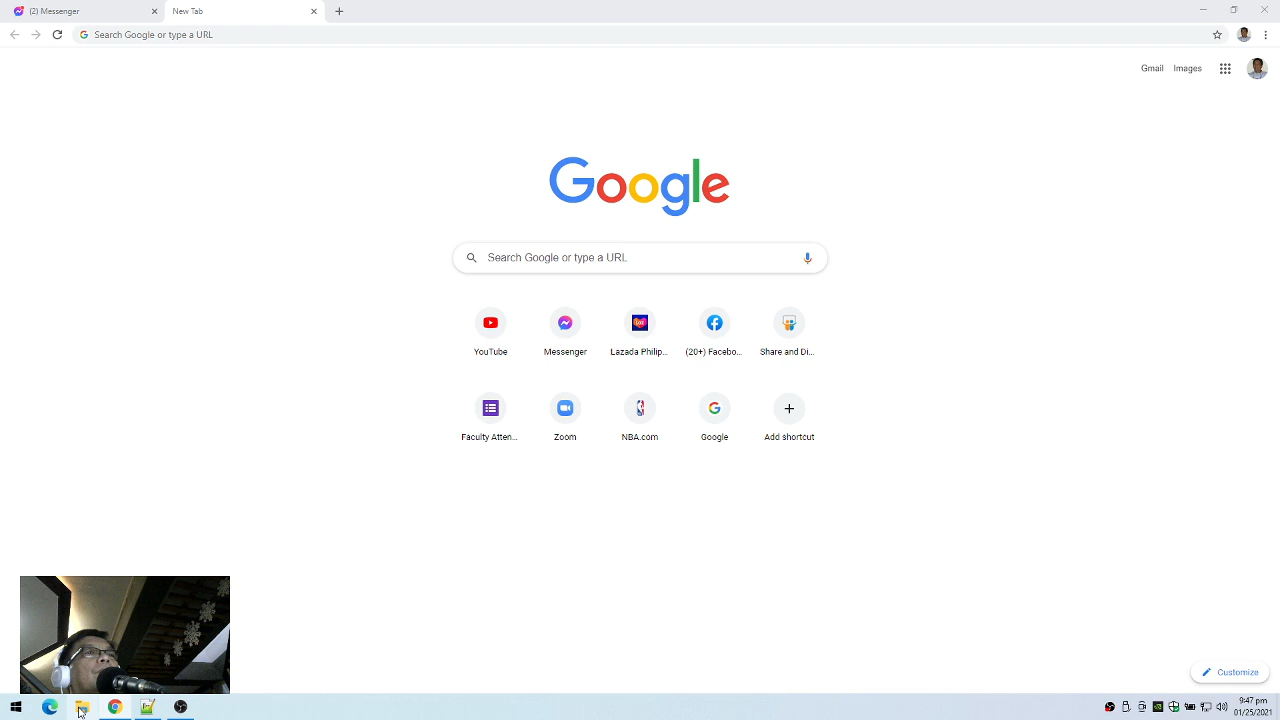 (2) Messenger
New Tab
Search Google or type a URL
Gmail
Images
Google
Search Google or type a URL
YouTube
Messenger
Lazada Philip...
(20+) Facebo...
Share and Di...
Faculty Atten...
Zoom
NBA.com
Google
Add shortcut
Customize
9:47 pm
01/25/2021